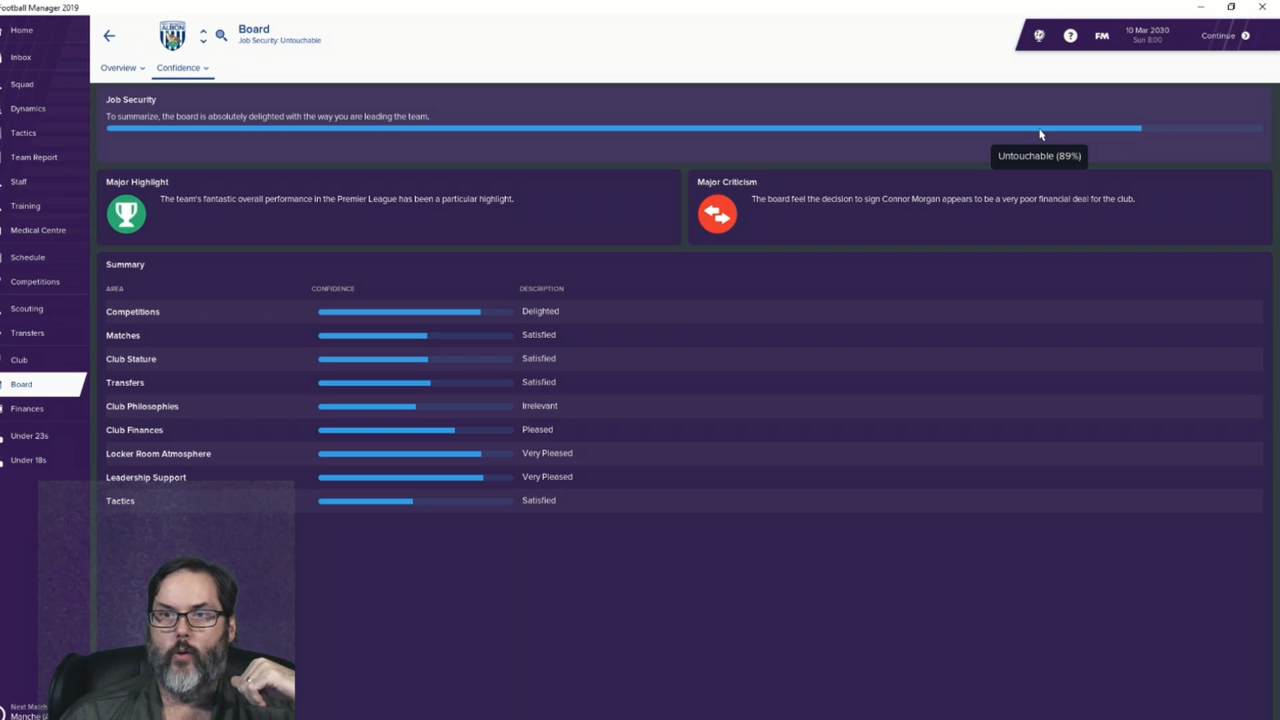 Football Manager 2019
Home
Inbox
Squad
Dynamics
Tactics
Team Report
Staff
Training
Medical Centre
Schedule
Competitions
Scouting
Transfers
Club
Board
Finances
Under 23s
Under 18s
Next Match
Manche (A
ALBION
Board
Job Security: Untouchable
FM
10 Mar 2030
Sun 8:00
Continue
Overview
Confidence
Job Security
To summarize, the board is absolutely delighted with the way you are leading the team.
Untouchable (89%)
Major Highlight
The team's fantastic overall performance in the Premier League has been a particular highlight.
Major Criticism
The board feel the decision to sign Connor Morgan appears to be a very poor financial deal for the club.
Summary
AREA CONFIDENCE DESCRIPTION
Competitions Delighted
Matches Satisfied
Club Stature Satisfied
Transfers Satisfied
Club Philosophies Irrelevant
Club Finances Pleased
Locker Room Atmosphere Very Pleased
Leadership Support Very Pleased
Tactics Satisfied